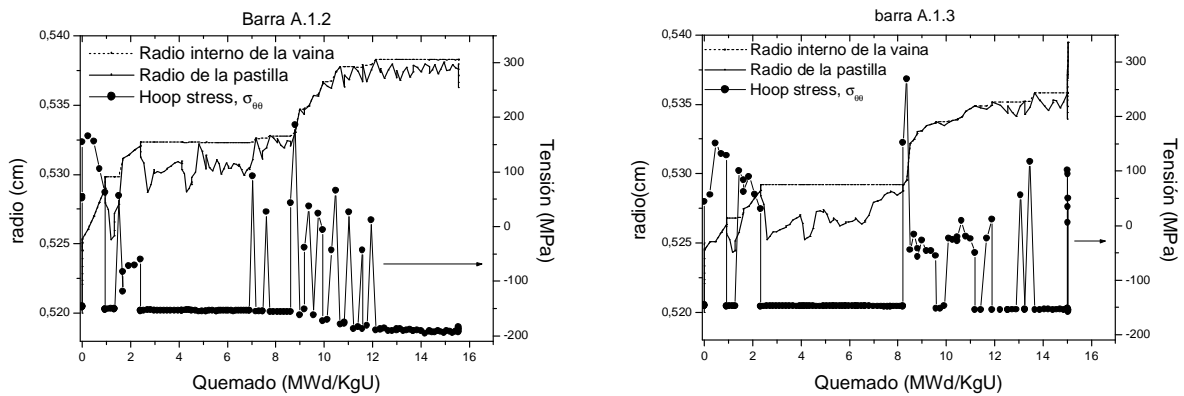 Barra A.1.2
0,540
0,535
0,530
0,525
0,520
radio(cm)
Radio interno de la vaina
Radio de la pastilla
Hoop stress, σθθ
300
200
100
0
-100
-200
Tensión (MPa)
0 2 4 6 8 10 12 14 16
Quemado (MWd/KgU)
barra A.1.3
0,540
0,535
0,530
0,525
0,520
radio(cm)
Radio interno de la vaina
Radio de la pastilla
Hoop stress, σθθ
300
200
100
0
-100
-200
Tensión (MPa)
0 2 4 6 8 10 12 14 16
Quemado (MWd/KgU)